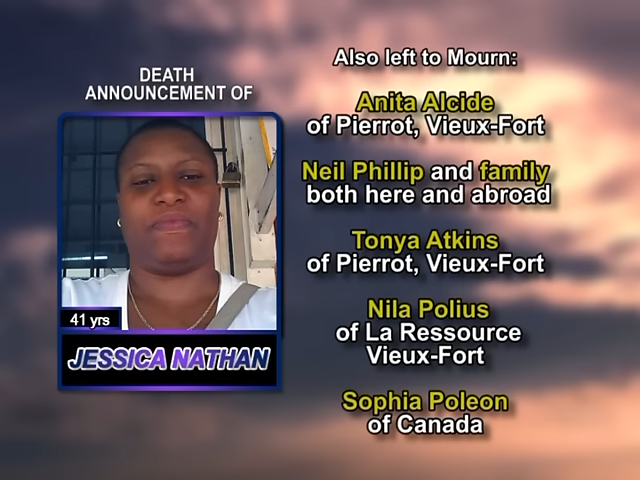 DEATH
ANNOUNCEMENT OF
41 yrs
JESSICA NATHAN
Also left to Mourn:
Anita Alcide
of Pierrot, Vieux-Fort
Neil Phillip and family
both here and abroad
Tonya Atkins
of Pierrot, Vieux-Fort
Nila Polius
of La Ressource
Vieux-Fort
Sophia Poleon
of Canada